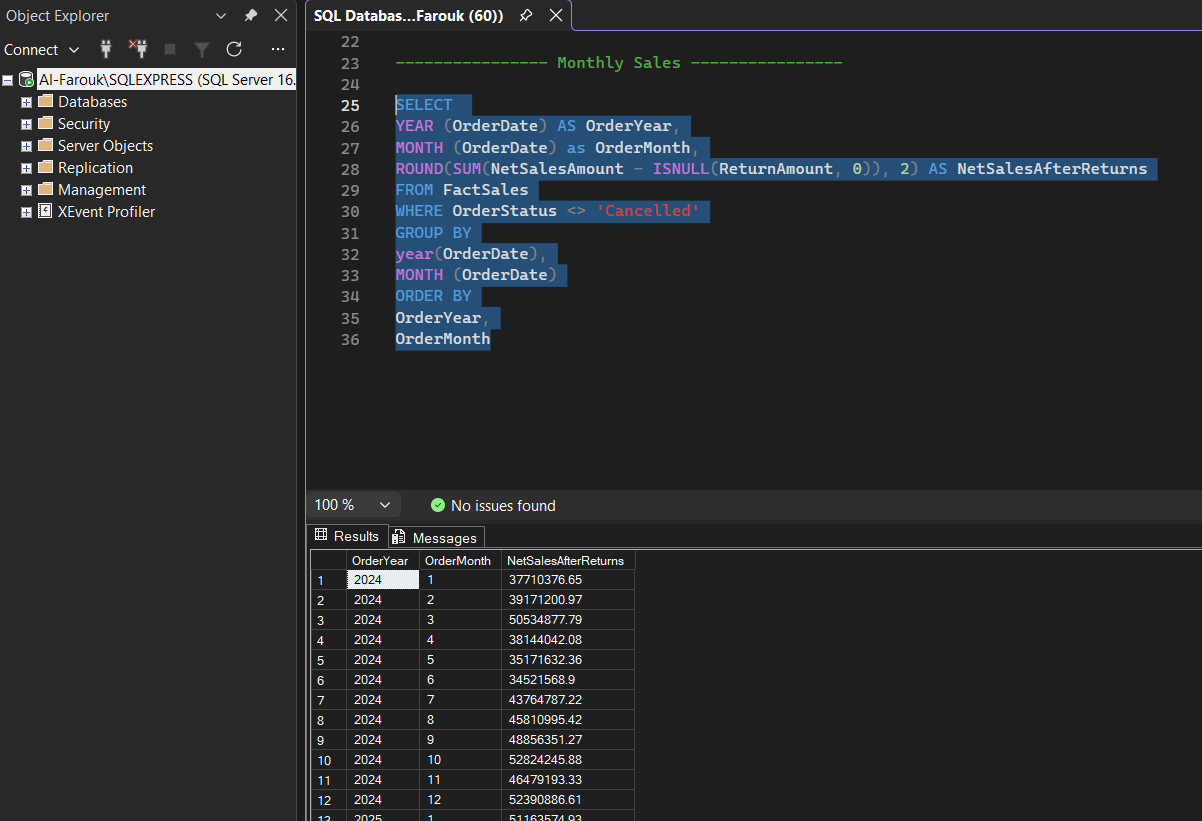 Object Explorer
Connect
AI-Farouk\SQLEXPRESS (SQL Server 16.
Databases
Security
Server Objects
Replication
Management
XEvent Profiler
SQL Databas...Farouk (60))
22
23 ---------------- Monthly Sales ----------------
24
25 SELECT
26 YEAR (OrderDate) AS OrderYear,
27 MONTH (OrderDate) as OrderMonth,
28 ROUND(SUM(NetSalesAmount - ISNULL(ReturnAmount, 0)), 2) AS NetSalesAfterReturns
29 FROM FactSales
30 WHERE OrderStatus <> 'Cancelled'
31 GROUP BY
32 year(OrderDate),
33 MONTH (OrderDate)
34 ORDER BY
35 OrderYear,
36 OrderMonth
100 %
No issues found
Results Messages
OrderYear OrderMonth NetSalesAfterReturns
1 2024 1 37710376.65
2 2024 2 39171200.97
3 2024 3 50534877.79
4 2024 4 38144042.08
5 2024 5 35171632.36
6 2024 6 34521568.9
7 2024 7 43764787.22
8 2024 8 45810995.42
9 2024 9 48856351.27
10 2024 10 52824245.88
11 2024 11 46479193.33
12 2024 12 52390886.61
13 2025 1 51163574.93